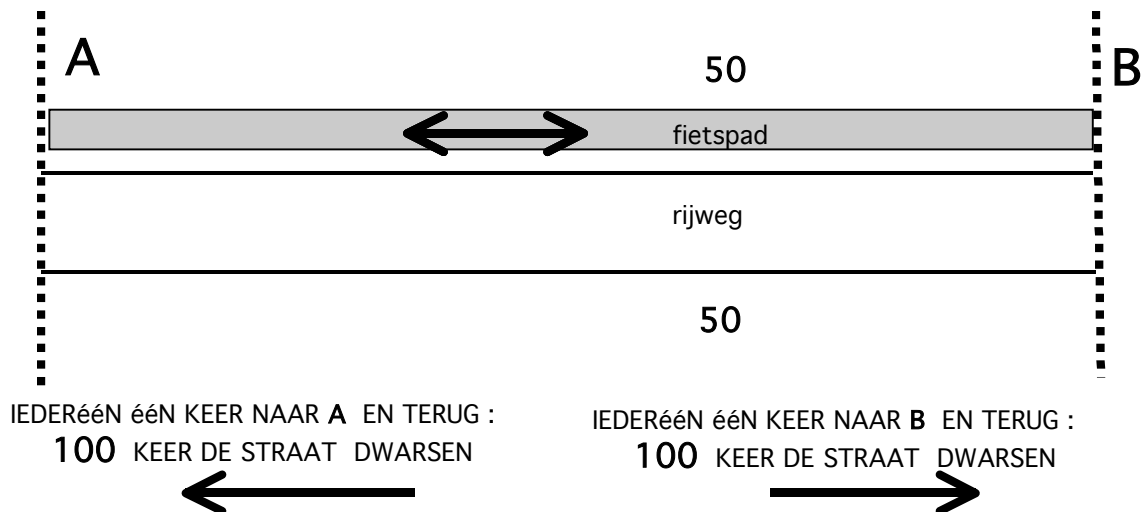 A
50
B
fietspad
rijweg
50
IEDERééN ééN KEER NAAR A EN TERUG :
100 KEER DE STRAAT DWARSEN
IEDERééN ééN KEER NAAR B EN TERUG :
100 KEER DE STRAAT DWARSEN